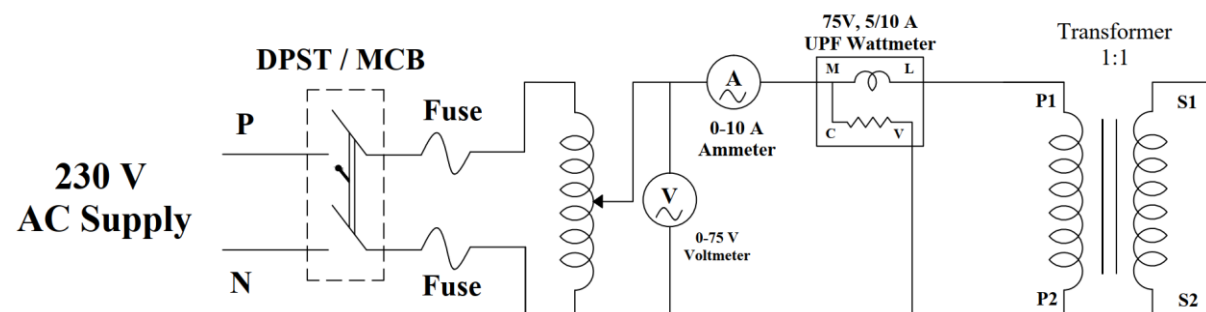 DPST / MCB
P
230 V
AC Supply
N
Fuse
Fuse
A
0-10 A
Ammeter
V
0-75 V
Voltmeter
75V, 5/10 A
UPF Wattmeter
M L
C V
Transformer
1:1
P1 S1
P2 S2